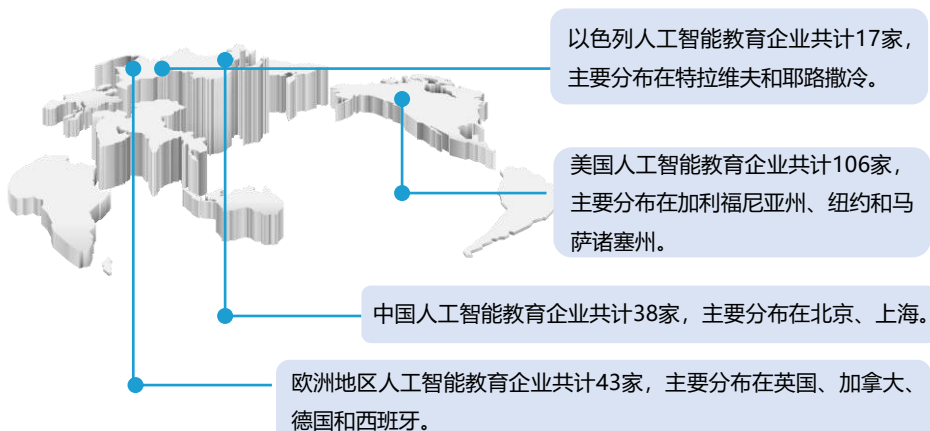 以色列人工智能教育企业共计17家，
主要分布在特拉维夫和耶路撒冷。
美国人工智能教育企业共计106家，
主要分布在加利福尼亚州、纽约和马
萨诸塞州。
中国人工智能教育企业共计38家，主要分布在北京、上海。
欧洲地区人工智能教育企业共计43家，主要分布在英国、加拿大、
德国和西班牙。